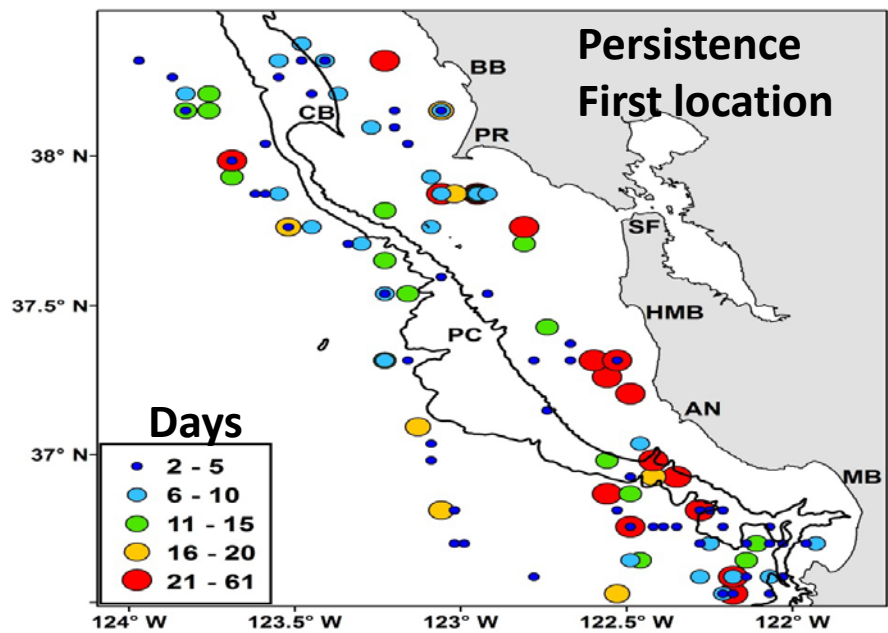 Persistence
First location
BB
CB
PR
38° N
SF
37.5° N
HMB
PC
AN
Days
37° N
MB
2 - 5
6 - 10
11 - 15
16 - 20
21 - 61
124° W
123.5° W
123° W
122.5° W
122° W